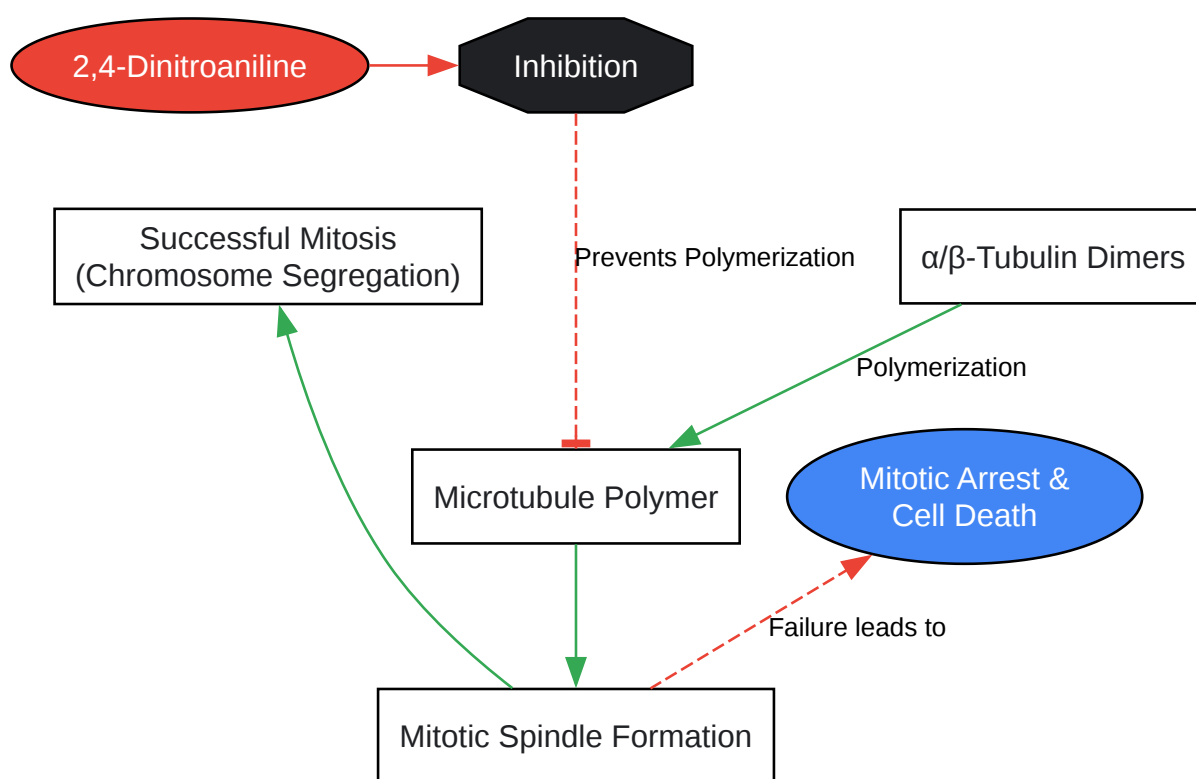 2,4-Dinitroaniline
Inhibition
Successful Mitosis
(Chromosome Segregation)
Prevents Polymerization
α/β-Tubulin Dimers
Polymerization
Microtubule Polymer
Mitotic Arrest &
Cell Death
Failure leads to
Mitotic Spindle Formation